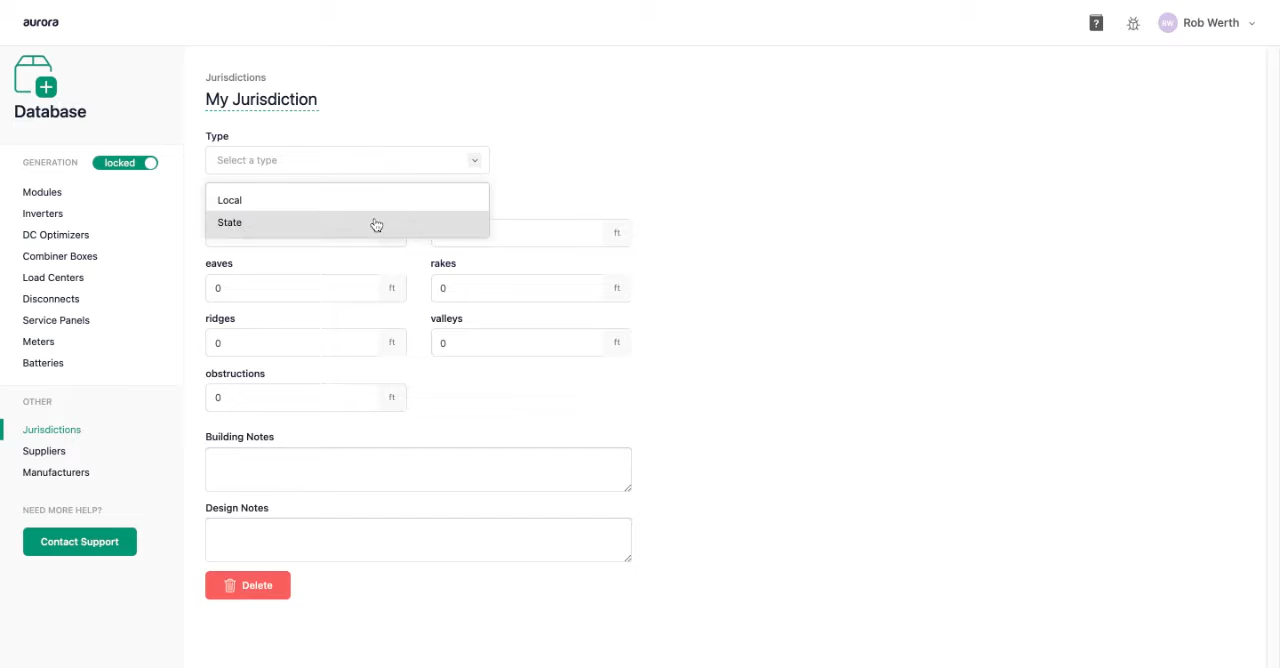 aurora
?
RW
Rob Werth
Database
GENERATION
locked
Modules
Inverters
DC Optimizers
Combiner Boxes
Load Centers
Disconnects
Service Panels
Meters
Batteries
OTHER
Jurisdictions
Suppliers
Manufacturers
NEED MORE HELP?
Contact Support
Jurisdictions
My Jurisdiction
Type
Select a type
Local
State
ft
eaves
rakes
0 ft
0 ft
ridges
valleys
0 ft
0 ft
obstructions
0 ft
Building Notes
Design Notes
Delete